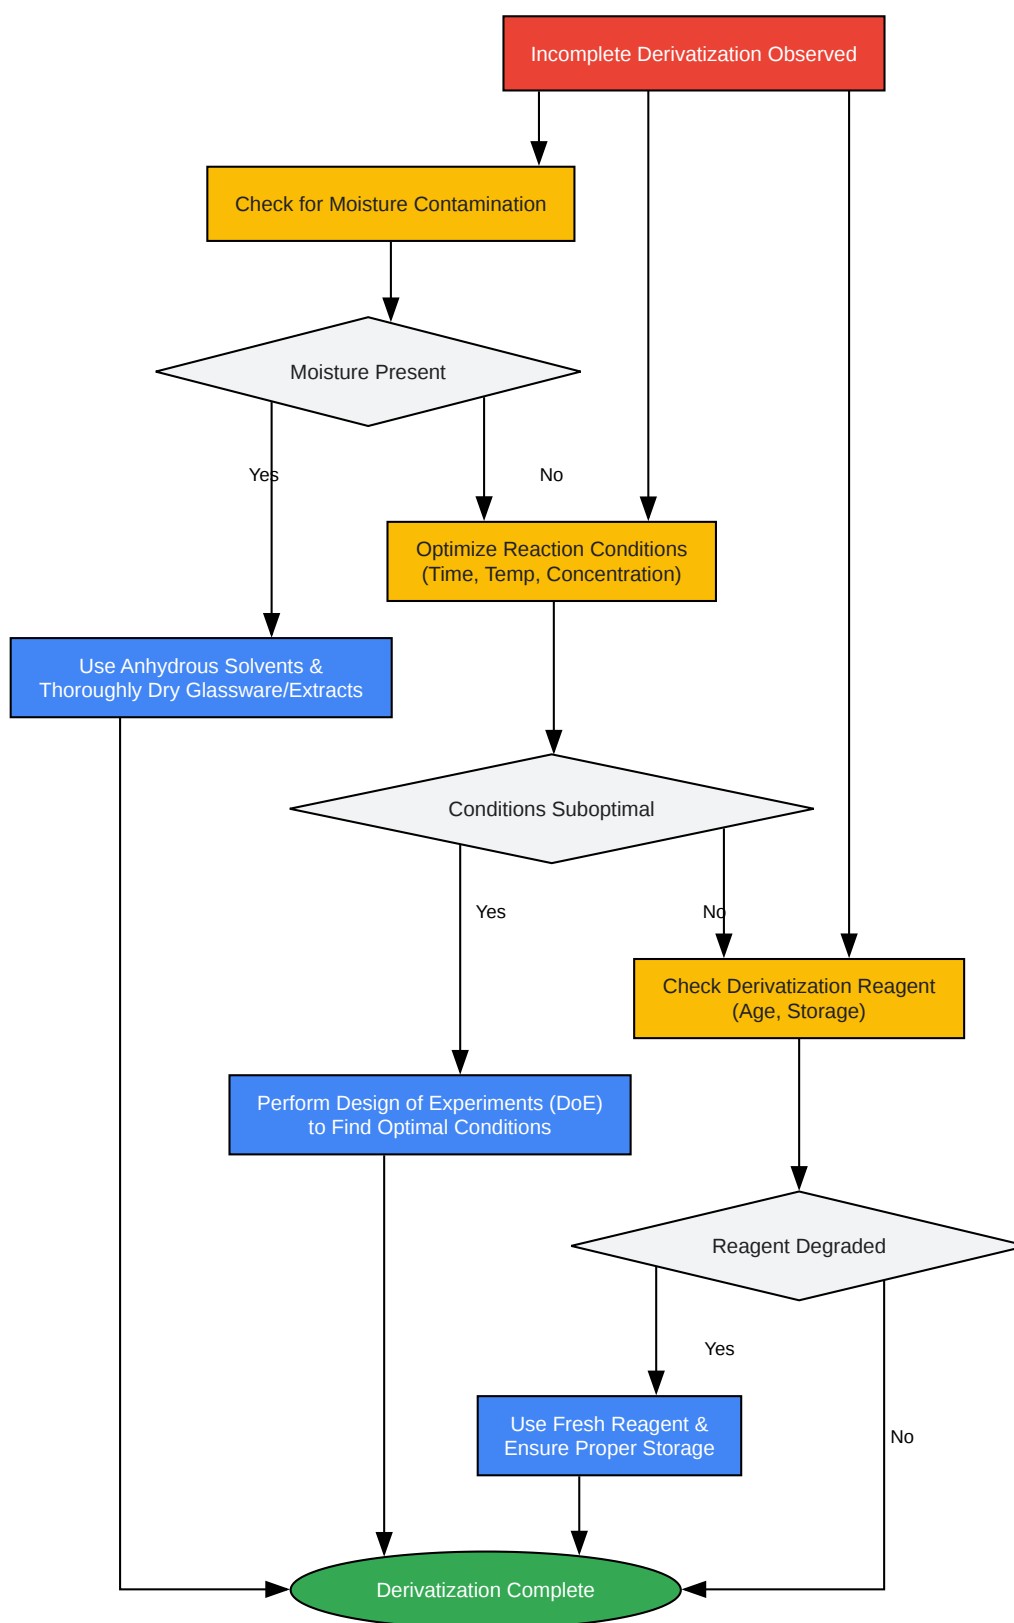 Incomplete Derivatization Observed
Check for Moisture Contamination
Moisture Present
Yes
No
Optimize Reaction Conditions
(Time, Temp, Concentration)
Use Anhydrous Solvents &
Thoroughly Dry Glassware/Extracts
Conditions Suboptimal
Yes
No
Check Derivatization Reagent
(Age, Storage)
Perform Design of Experiments (DoE)
to Find Optimal Conditions
Reagent Degraded
Yes
Use Fresh Reagent &
Ensure Proper Storage
No
Derivatization Complete